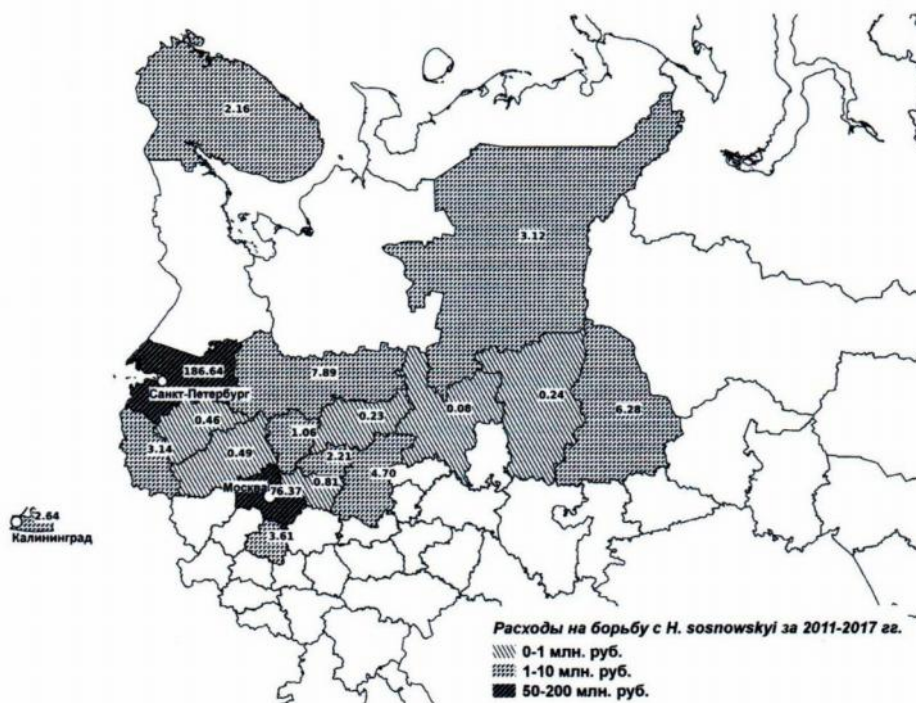 2.16
3.12
186.64
7.89
Санкт-Петербург
0.46
0.23
0.08
0.24
6.28
1.06
3.14
0.49
2.21
4.70
Москва
76.37
0.81
2.64
Калининград
3.61
Расходы на борьбу с H. sosnowskyi за 2011-2017 гг.
0-1 млн. руб.
1-10 млн. руб.
50-200 млн. руб.